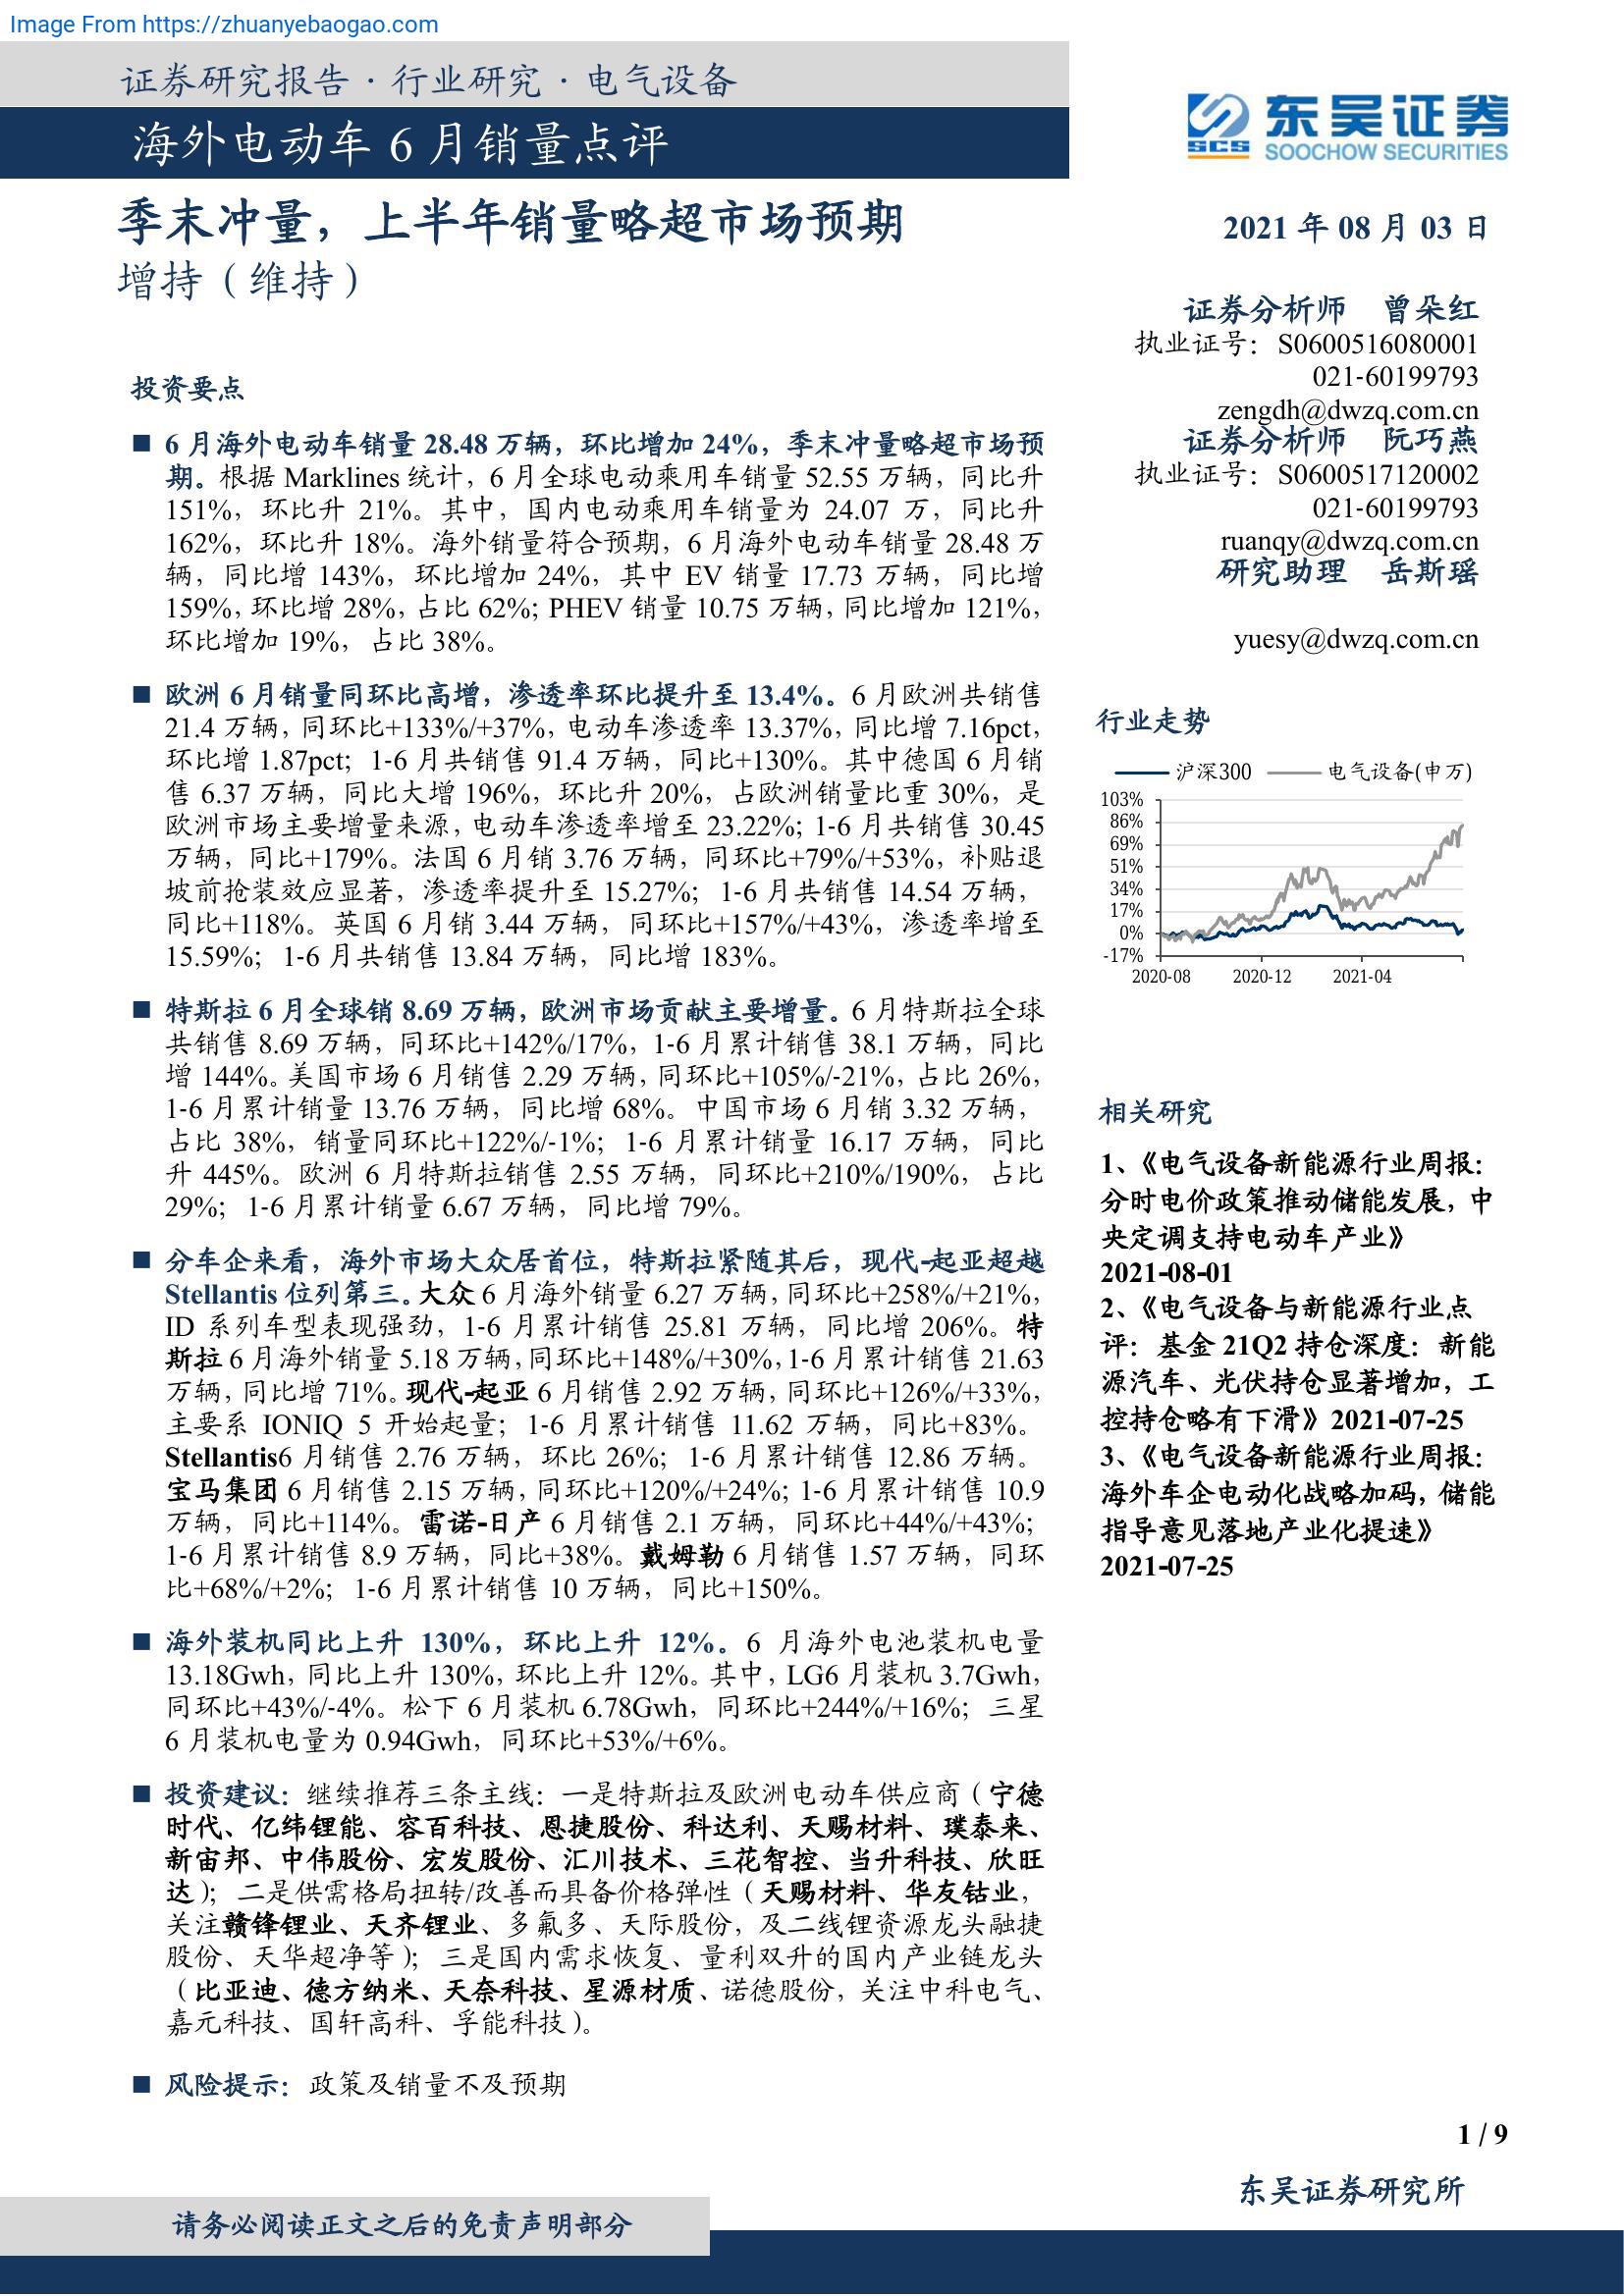 Image From https://zhuanyebaogao.com
证券研究报告·行业研究·电气设备
海外电动车 6 月销量点评
季末冲量，上半年销量略超市场预期
增持（维持）
投资要点
■ 6 月海外电动车销量 28.48 万辆，环比增加 24%，季末冲量略超市场预
期。根据 Marklines 统计，6 月全球电动乘用车销量 52.55 万辆，同比升
151%，环比升 21%。其中，国内电动乘用车销量为 24.07 万，同比升
162%，环比升 18%。海外销量符合预期，6 月海外电动车销量 28.48 万
辆，同比增 143%，环比增加 24%，其中 EV 销量 17.73 万辆，同比增
159%，环比增 28%，占比 62%；PHEV 销量 10.75 万辆，同比增加 121%，
环比增加 19%，占比 38%。
■ 欧洲 6 月销量同环比高增，渗透率环比提升至 13.4%。6 月欧洲共销售
21.4 万辆，同环比+133%/+37%，电动车渗透率 13.37%，同比增 7.16pct，
环比增 1.87pct；1-6 月共销售 91.4 万辆，同比+130%。其中德国 6 月销
售 6.37 万辆，同比大增 196%，环比升 20%，占欧洲销量比重 30%，是
欧洲市场主要增量来源，电动车渗透率增至 23.22%；1-6 月共销售 30.45
万辆，同比+179%。法国 6 月销 3.76 万辆，同环比+79%/+53%，补贴退
坡前抢装效应显著，渗透率提升至 15.27%；1-6 月共销售 14.54 万辆，
同比+118%。英国 6 月销 3.44 万辆，同环比+157%/+43%，渗透率增至
15.59%；1-6 月共销售 13.84 万辆，同比增 183%。
■ 特斯拉 6 月全球销 8.69 万辆，欧洲市场贡献主要增量。6 月特斯拉全球
共销售 8.69 万辆，同环比+142%/17%，1-6 月累计销售 38.1 万辆，同比
增 144%。美国市场 6 月销售 2.29 万辆，同环比+105%/-21%，占比 26%，
1-6 月累计销量 13.76 万辆，同比增 68%。中国市场 6 月销 3.32 万辆，
占比 38%，销量同环比+122%/-1%；1-6 月累计销量 16.17 万辆，同比
升 445%。欧洲 6 月特斯拉销售 2.55 万辆，同环比+210%/190%，占比
29%；1-6 月累计销量 6.67 万辆，同比增 79%。
■ 分车企来看，海外市场大众居首位，特斯拉紧随其后，现代-起亚超越
Stellantis 位列第三。大众 6 月海外销量 6.27 万辆，同环比+258%/+21%，
ID 系列车型表现强劲，1-6 月累计销售 25.81 万辆，同比增 206%。特
斯拉 6 月海外销量 5.18 万辆，同环比+148%/+30%，1-6 月累计销售 21.63
万辆，同比增 71%。现代-起亚 6 月销售 2.92 万辆，同环比+126%/+33%，
主要系 IONIQ 5 开始起量；1-6 月累计销售 11.62 万辆，同比+83%。
Stellantis6 月销售 2.76 万辆，环比 26%；1-6 月累计销售 12.86 万辆。
宝马集团 6 月销售 2.15 万辆，同环比+120%/+24%；1-6 月累计销售 10.9
万辆，同比+114%。雷诺-日产 6 月销售 2.1 万辆，同环比+44%/+43%；
1-6 月累计销售 8.9 万辆，同比+38%。戴姆勒 6 月销售 1.57 万辆，同环
比+68%/+2%；1-6 月累计销售 10 万辆，同比+150%。
■ 海外装机同比上升 130%，环比上升 12%。6 月海外电池装机电量
13.18Gwh，同比上升 130%，环比上升 12%。其中，LG6 月装机 3.7Gwh，
同环比+43%/-4%。松下 6 月装机 6.78Gwh，同环比+244%/+16%；三星
6 月装机电量为 0.94Gwh，同环比+53%/+6%。
■ 投资建议：继续推荐三条主线：一是特斯拉及欧洲电动车供应商（宁德
时代、亿纬锂能、容百科技、恩捷股份、科达利、天赐材料、璞泰来、
新宙邦、中伟股份、宏发股份、汇川技术、三花智控、当升科技、欣旺
达）；二是供需格局扭转/改善而具备价格弹性（天赐材料、华友钴业，
关注赣锋锂业、天齐锂业、多氟多、天际股份，及二线锂资源龙头融捷
股份、天华超净等）；三是国内需求恢复、量利双升的国内产业链龙头
（比亚迪、德方纳米、天奈科技、星源材质、诺德股份，关注中科电气、
嘉元科技、国轩高科、孚能科技）。
■ 风险提示：政策及销量不及预期
东吴证券
SCS
SOOCHOW SECURITIES
2021 年 08 月 03 日
证券分析师 曾朵红
执业证号：S0600516080001
021-60199793
zengdh@dwzq.com.cn
证券分析师 阮巧燕
执业证号：S0600517120002
021-60199793
ruanqy@dwzq.com.cn
研究助理 岳斯瑶
yuesy@dwzq.com.cn
行业走势
沪深300 电气设备(申万)
103%
86%
69%
51%
34%
17%
0%
-17%
2020-08 2020-12 2021-04
相关研究
1、《电气设备新能源行业周报：
分时电价政策推动储能发展，中
央定调支持电动车产业》
2021-08-01
2、《电气设备与新能源行业点
评：基金 21Q2 持仓深度：新能
源汽车、光伏持仓显著增加，工
控持仓略有下滑》2021-07-25
3、《电气设备新能源行业周报：
海外车企电动化战略加码，储能
指导意见落地产业化提速》
2021-07-25
1 / 9
东吴证券研究所
请务必阅读正文之后的免责声明部分